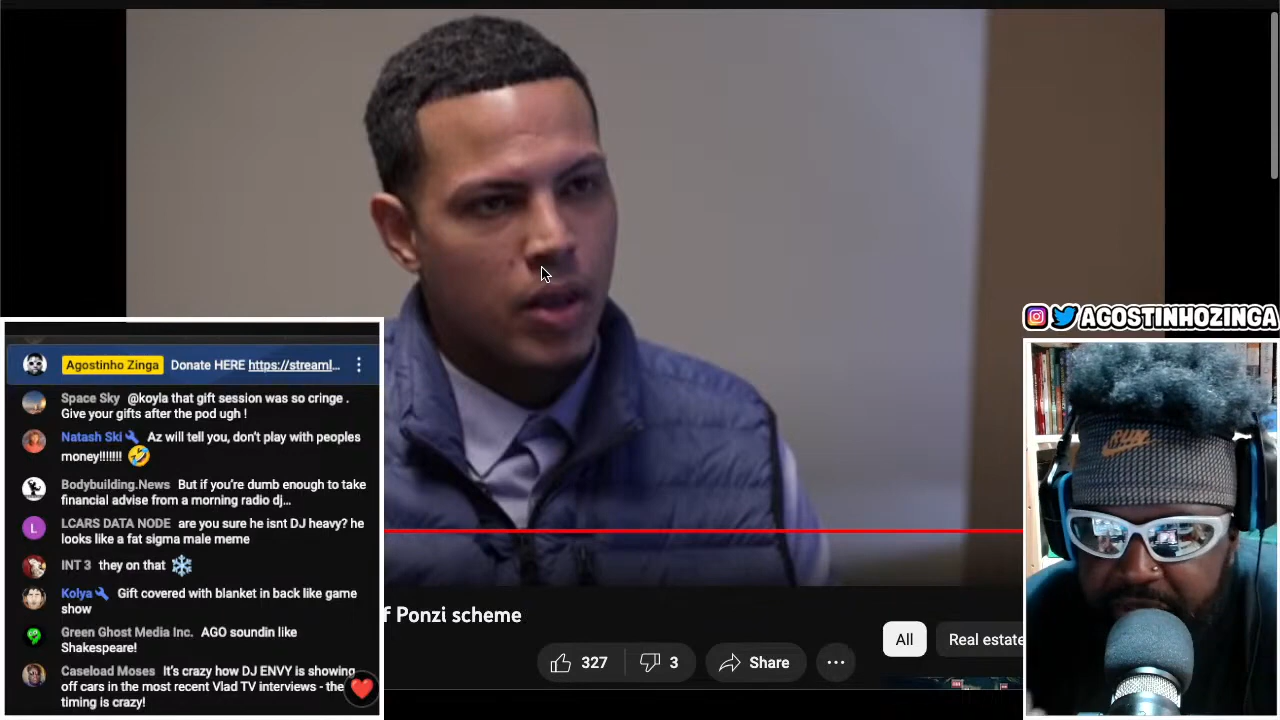 Agostinho Zinga Donate HERE https://streaml...
Space Sky @koyla that gift session was so cringe .
Give your gifts after the pod ugh !
Natash Ski Az will tell you, don't play with peoples
money!!!!!!! 🤣
Bodybuilding.News But if you're dumb enough to take
financial advise from a morning radio dj...
LCARS DATA NODE are you sure he isnt DJ heavy? he
looks like a fat sigma male meme
INT 3 they on that ❄️
Kolya Gift covered with blanket in back like game
show
Green Ghost Media Inc. AGO soundin like
Shakespeare!
Caseload Moses It's crazy how DJ ENVY is showing
off cars in the most recent Vlad TV interviews - the
timing is crazy!
L
f Ponzi scheme
327 3 Share ...
All Real estate
AGOSTINHOZINGA
RUN